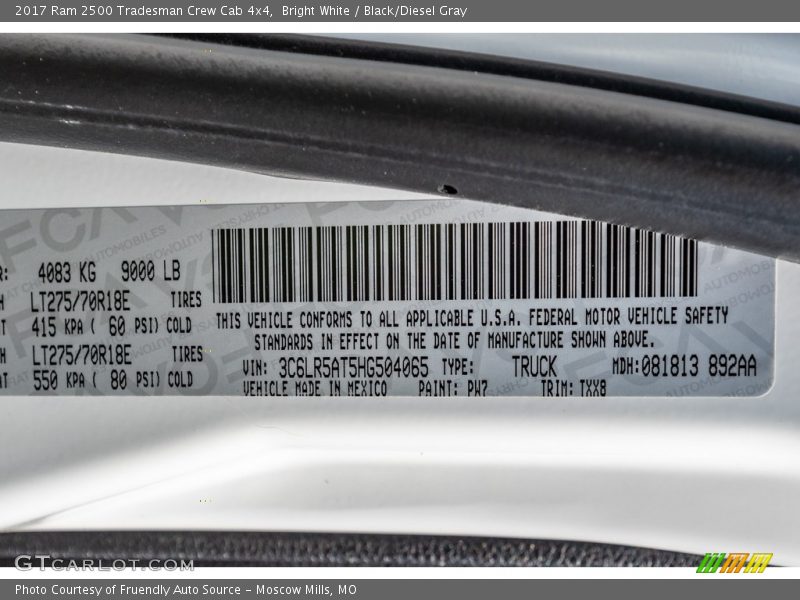 2017 Ram 2500 Tradesman Crew Cab 4x4, Bright White / Black/Diesel Gray
R: 4083 KG 9000 LB
H LT275/70R18E TIRES
AT 415 KPA ( 60 PSI) COLD
H LT275/70R18E TIRES
AT 550 KPA ( 80 PSI) COLD
THIS VEHICLE CONFORMS TO ALL APPLICABLE U.S.A. FEDERAL MOTOR VEHICLE SAFETY
STANDARDS IN EFFECT ON THE DATE OF MANUFACTURE SHOWN ABOVE.
VIN: 3C6LR5AT5HG504065 TYPE: TRUCK MDH:081813 892AA
VEHICLE MADE IN MEXICO PAINT: PW7 TRIM: TXX8
GTCARLOT.COM
Photo Courtesy of Fruendly Auto Source - Moscow Mills, MO